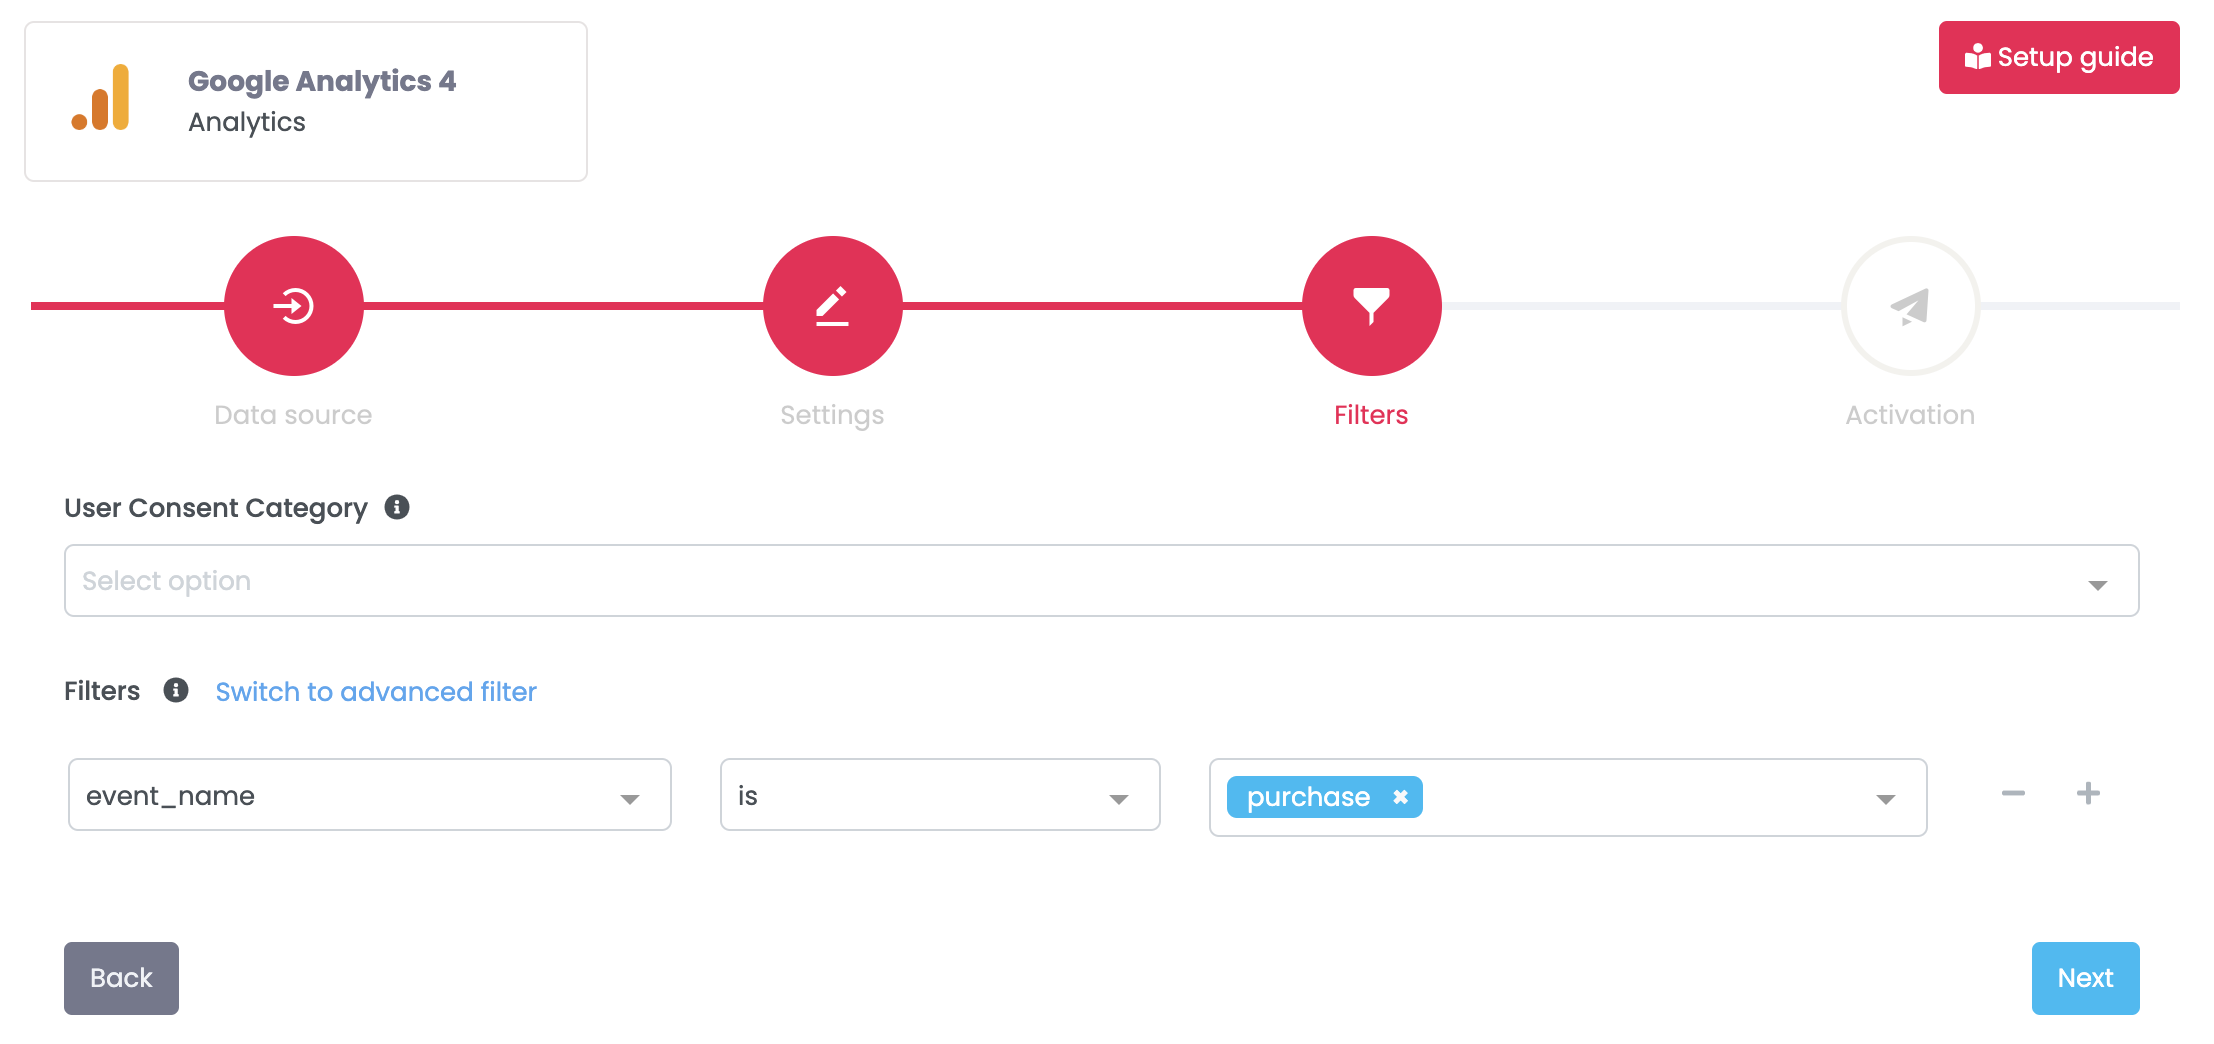 Google Analytics 4
Analytics
Setup guide
Data source
Settings
Filters
Activation
User Consent Category
Select option
Filters
Switch to advanced filter
event_name
is
purchase
Back
Next